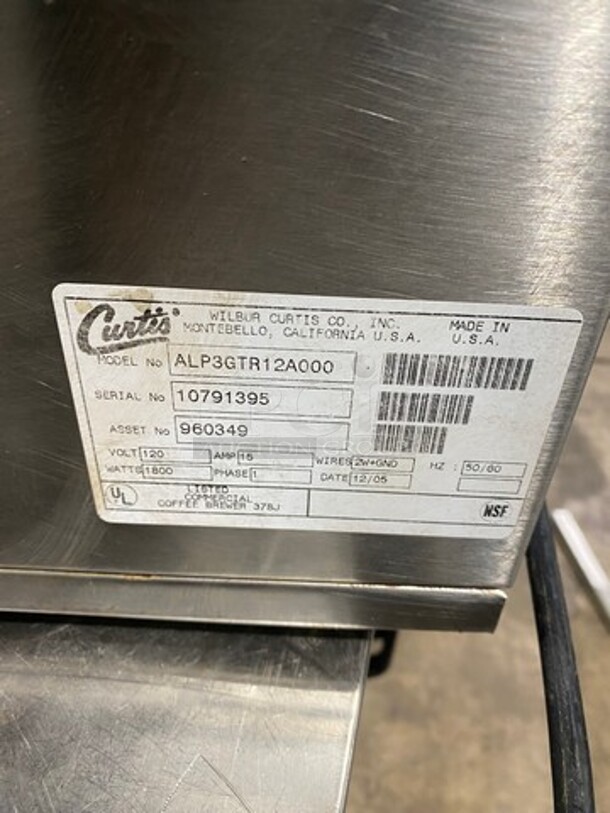 Curtis
WILBUR CURTIS CO., INC.
MONTEBELLO, CALIFORNIA U.S.A.
MADE IN
U.S.A.
MODEL No ALP3GTR12A000
SERIAL No 10791395
ASSET No 960349
VOLT 120 AMP 15 WIRES 2W+GND HZ : 50/60
WATTS 1800 PHASE 1 DATE 12/05
UL
LISTED
COMMERCIAL
COFFEE BREWER 378J
NSF